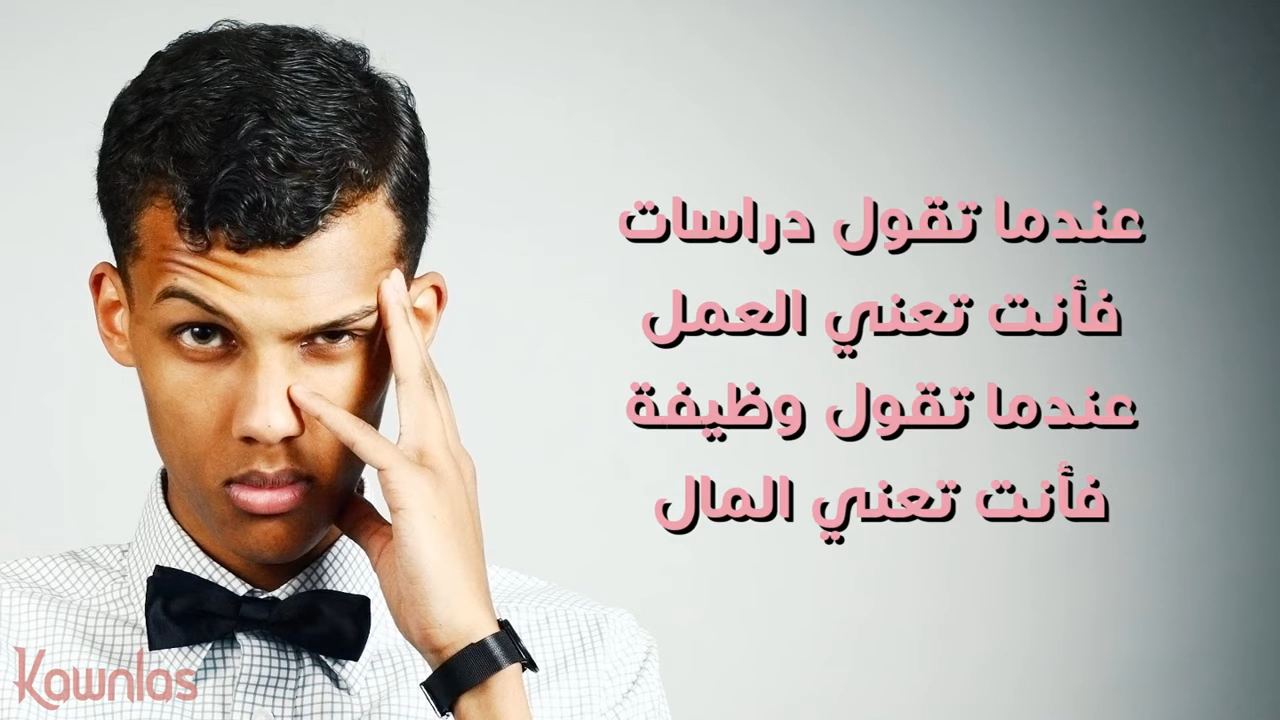 عندما تقول دراسات
فأنت تعني العمل
عندما تقول وظيفة
فأنت تعني المال
Kawnlas